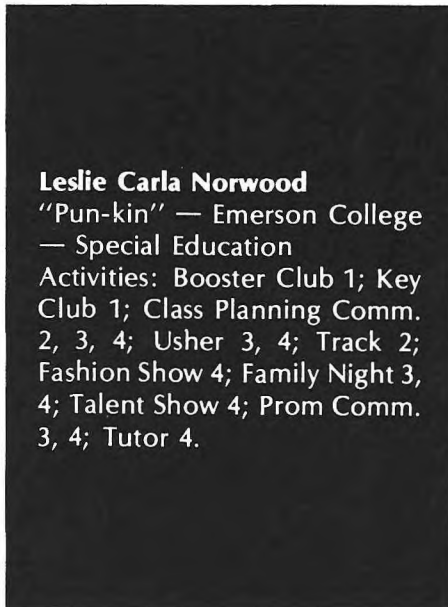 Leslie Carla Norwood
"Pun-kin" — Emerson College
— Special Education
Activities: Booster Club 1; Key
Club 1; Class Planning Comm.
2, 3, 4; Usher 3, 4; Track 2;
Fashion Show 4; Family Night 3,
4; Talent Show 4; Prom Comm.
3, 4; Tutor 4.